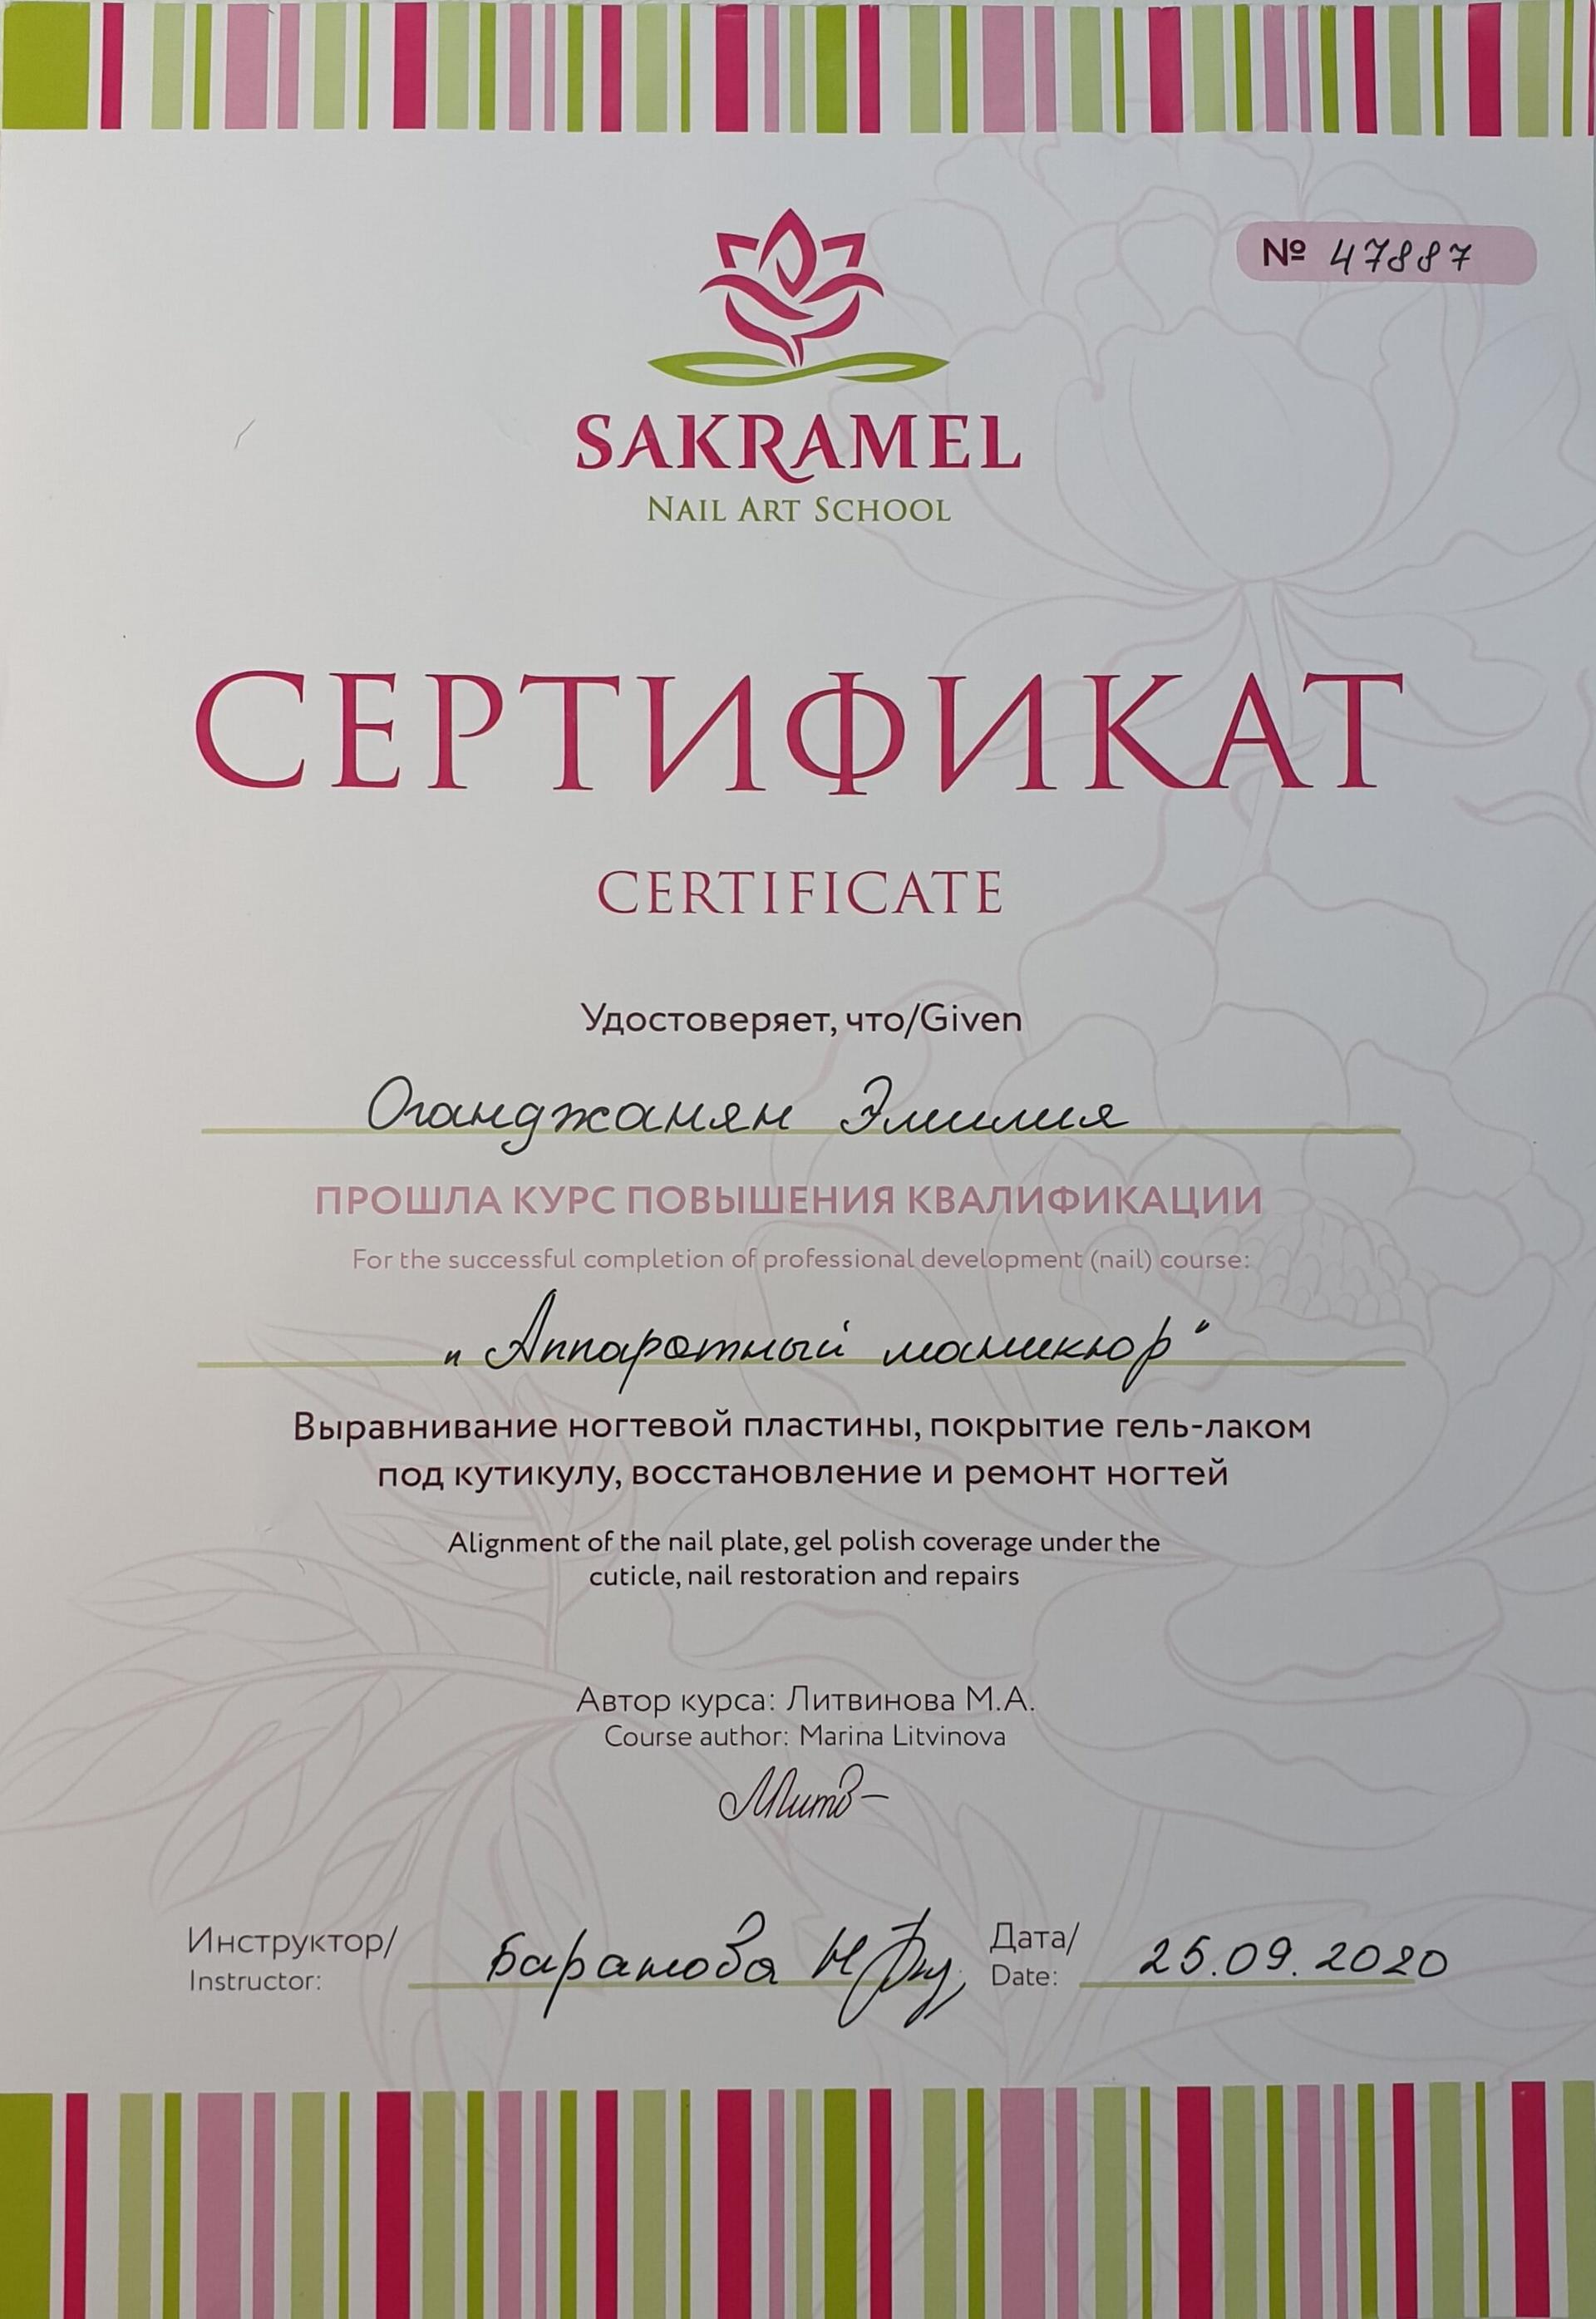 № 47887
SAKRAMEL
NAIL ART SCHOOL
СЕРТИФИКАТ
CERTIFICATE
Удостоверяет, что/Given
Оганджанян Эмилия
ПРОШЛА КУРС ПОВЫШЕНИЯ КВАЛИФИКАЦИИ
For the successful completion of professional development (nail) course:
„Аппаратный маникюр“
Выравнивание ногтевой пластины, покрытие гель-лаком
под кутикулу, восстановление и ремонт ногтей
Alignment of the nail plate, gel polish coverage under the
cuticle, nail restoration and repairs
Автор курса: Литвинова М.А.
Course author: Marina Litvinova
Инструктор/ Баранова Н Дата/ 25.09.2020
Instructor: Date: